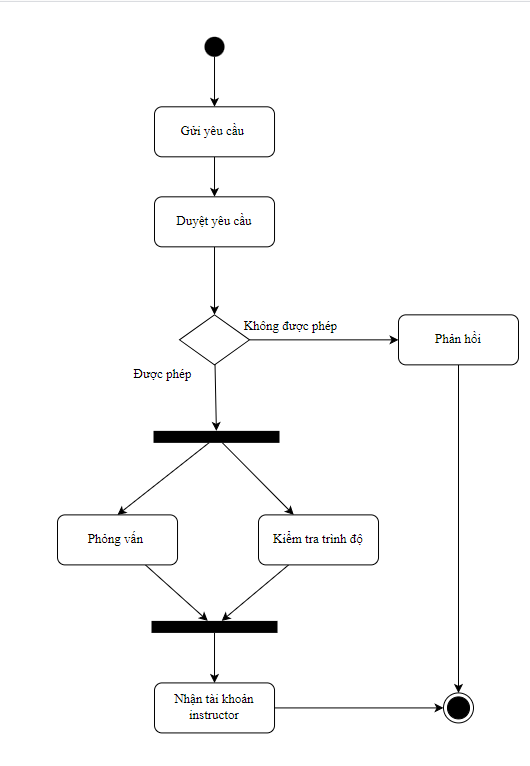 Gửi yêu cầu
Duyệt yêu cầu
Không được phép
Phản hồi
Được phép
Phỏng vấn
Kiểm tra trình độ
Nhận tài khoản
instructor